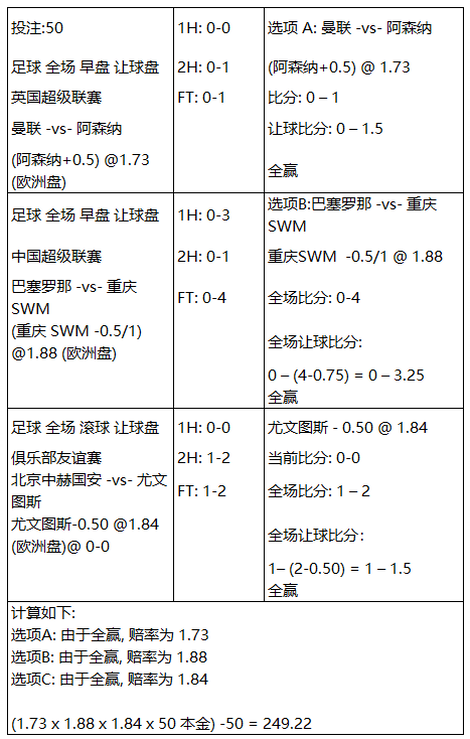 投注:50
足球 全场 早盘 让球盘
英国超级联赛
曼联 -vs- 阿森纳
(阿森纳+0.5) @1.73
(欧洲盘)
1H: 0-0
2H: 0-1
FT: 0-1
选项 A: 曼联 -vs- 阿森纳
(阿森纳+0.5) @ 1.73
比分: 0 – 1
让球比分: 0 – 1.5
全赢
足球 全场 早盘 让球盘
中国超级联赛
巴塞罗那 -vs- 重庆
SWM
(重庆 SWM -0.5/1)
@1.88 (欧洲盘)
1H: 0-3
2H: 0-1
FT: 0-4
选项B:巴塞罗那 -vs- 重庆
SWM
重庆SWM -0.5/1 @ 1.88
全场比分: 0-4
全场让球比分:
0 – (4-0.75) = 0 – 3.25
全赢
足球 全场 滚球 让球盘
俱乐部友谊赛
北京中赫国安 -vs- 尤文
图斯
尤文图斯-0.50 @1.84
(欧洲盘)@ 0-0
1H: 0-0
2H: 1-2
FT: 1-2
尤文图斯 - 0.50 @ 1.84
当前比分: 0-0
全场比分: 1 – 2
全场让球比分:
1– (2-0.50) = 1 – 1.5
全赢
计算如下:
选项A: 由于全赢, 赔率为 1.73
选项B: 由于全赢, 赔率为 1.88
选项C: 由于全赢, 赔率为 1.84
(1.73 x 1.88 x 1.84 x 50 本金) -50 = 249.22